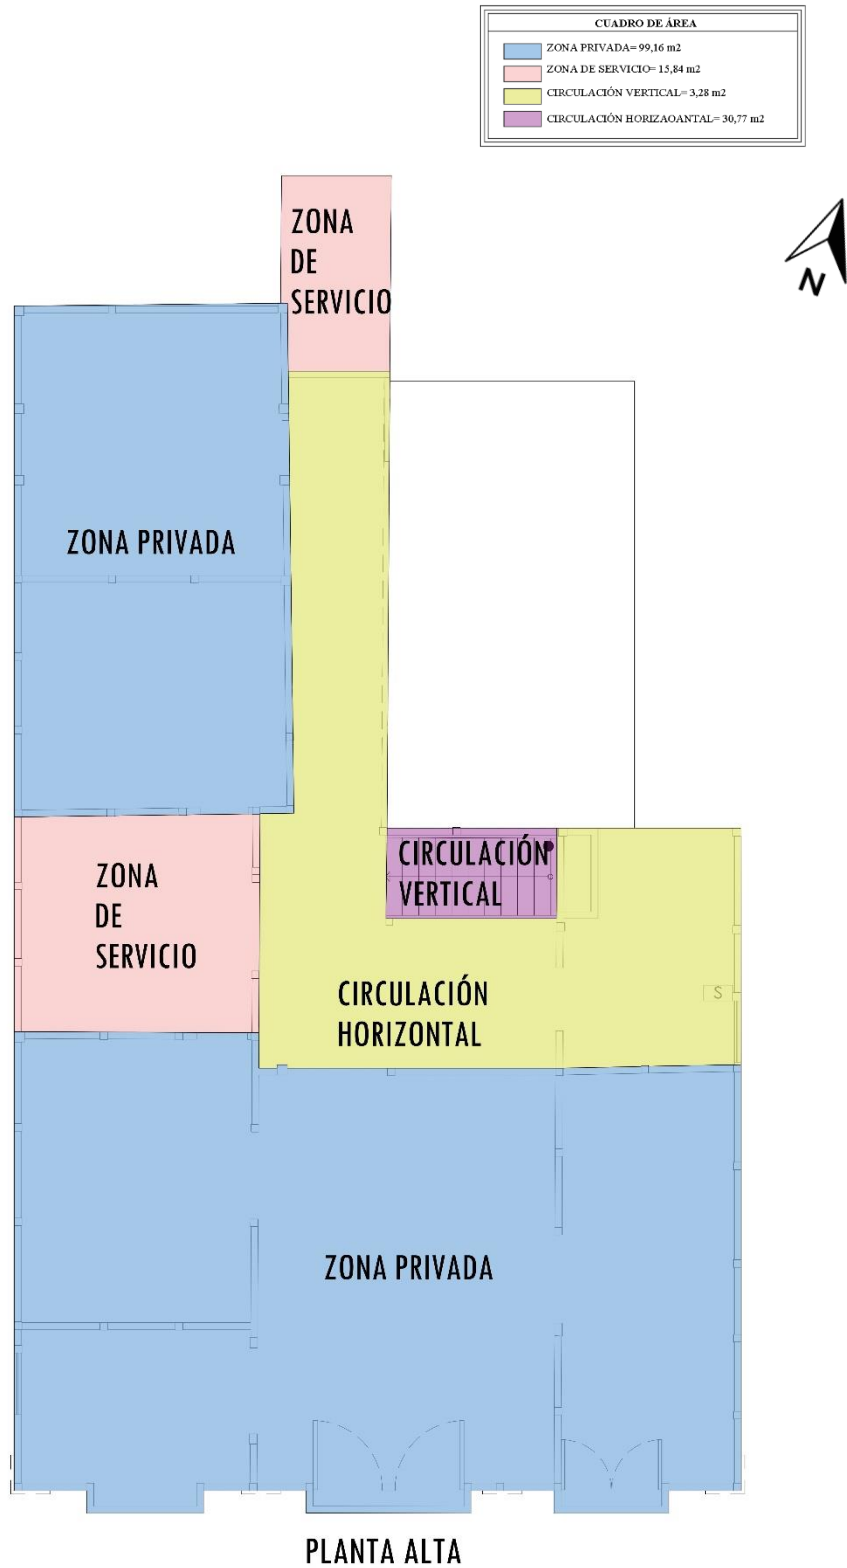 CUADRO DE ÁREA
ZONA PRIVADA= 99,16 m2
ZONA DE SERVICIO= 15,84 m2
CIRCULACIÓN VERTICAL= 3,28 m2
CIRCULACIÓN HORIZAOANTAL= 30,77 m2
N
ZONA
DE
SERVICIO
ZONA PRIVADA
CIRCULACIÓN
VERTICAL
ZONA
DE
SERVICIO
CIRCULACIÓN
HORIZONTAL
S
ZONA PRIVADA
PLANTA ALTA